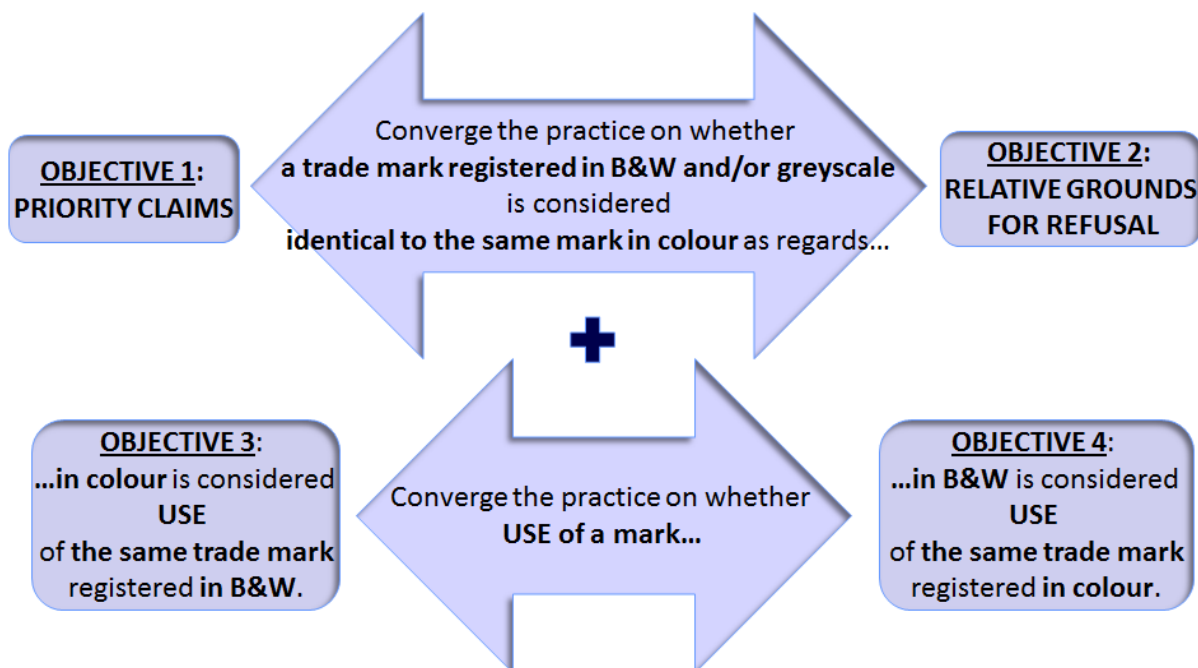 OBJECTIVE 1:
PRIORITY CLAIMS
Converge the practice on whether
a trade mark registered in B&W and/or greyscale
is considered
identical to the same mark in colour as regards...
OBJECTIVE 2:
RELATIVE GROUNDS
FOR REFUSAL
OBJECTIVE 3:
...in colour is considered
USE
of the same trade mark
registered in B&W.
Converge the practice on whether
USE of a mark...
OBJECTIVE 4:
...in B&W is considered
USE
of the same trade mark
registered in colour.